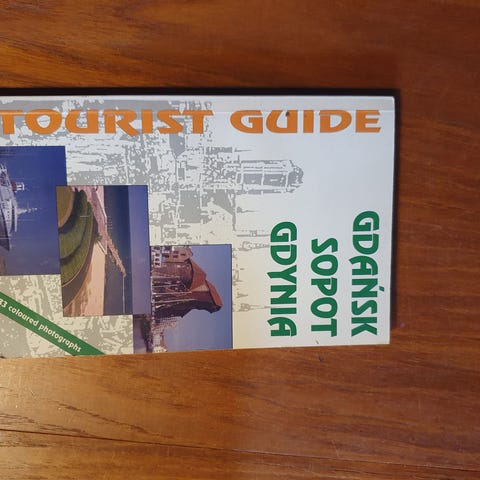 TOURIST GUIDE
GDAŃSK
SOPOT
GDYNIA
coloured photographs